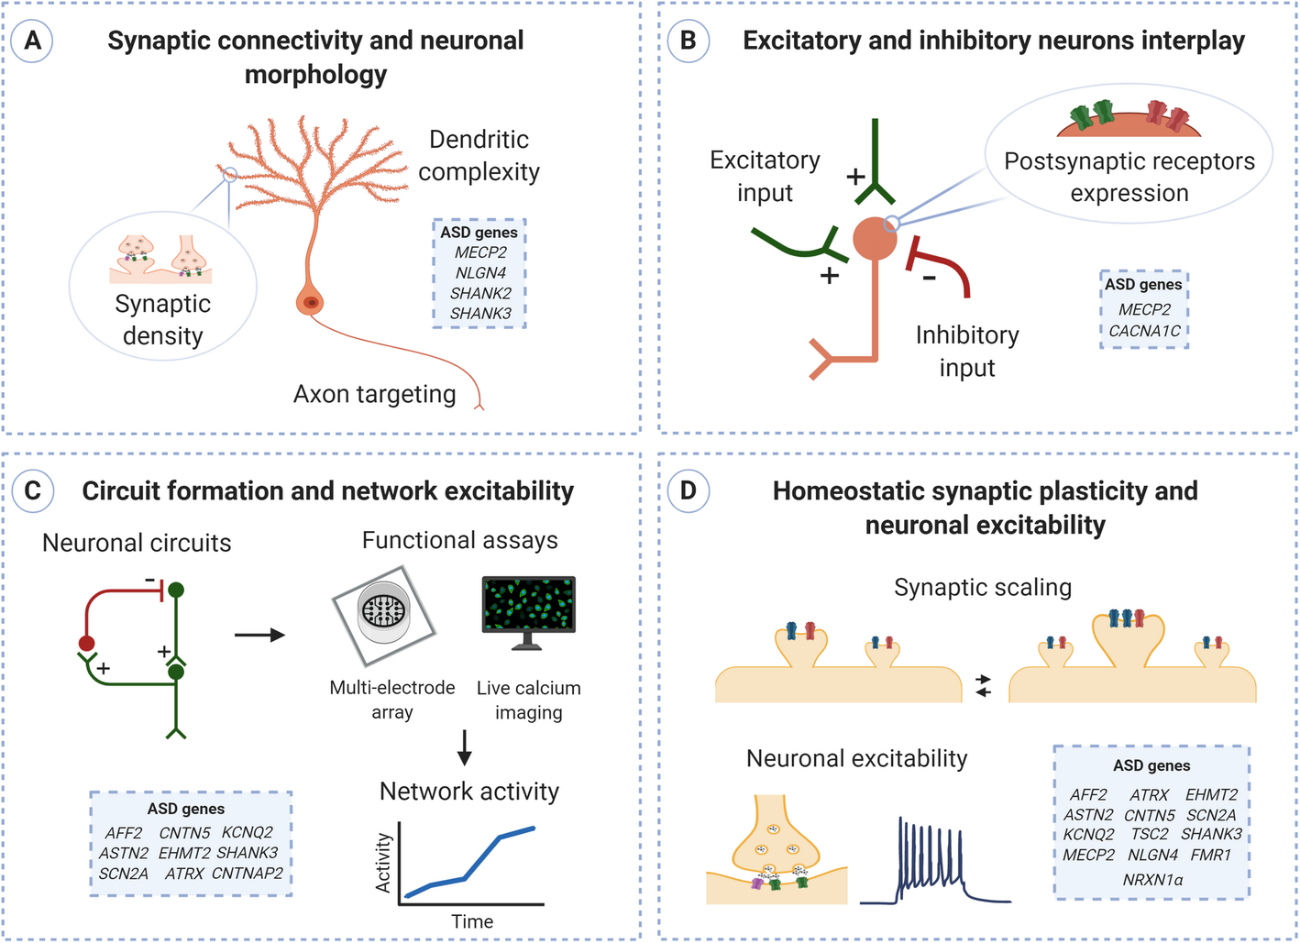 A
Synaptic connectivity and neuronal
morphology
Dendritic
complexity
ASD genes
MECP2
NLGN4
SHANK2
SHANK3
Synaptic
density
Axon targeting
B
Excitatory and inhibitory neurons interplay
Postsynaptic receptors
expression
Excitatory
input
+
+
-
Inhibitory
input
ASD genes
MECP2
CACNA1C
C
Circuit formation and network excitability
Neuronal circuits
-
+
+
Functional assays
Multi-electrode
array
Live calcium
imaging
Network activity
Activity
Time
ASD genes
AFF2 CNTN5 KCNQ2
ASTN2 EHMT2 SHANK3
SCN2A ATRX CNTNAP2
D
Homeostatic synaptic plasticity and
neuronal excitability
Synaptic scaling
Neuronal excitability
ASD genes
AFF2 ATRX EHMT2
ASTN2 CNTN5 SCN2A
KCNQ2 TSC2 SHANK3
MECP2 NLGN4 FMR1
NRXN1α